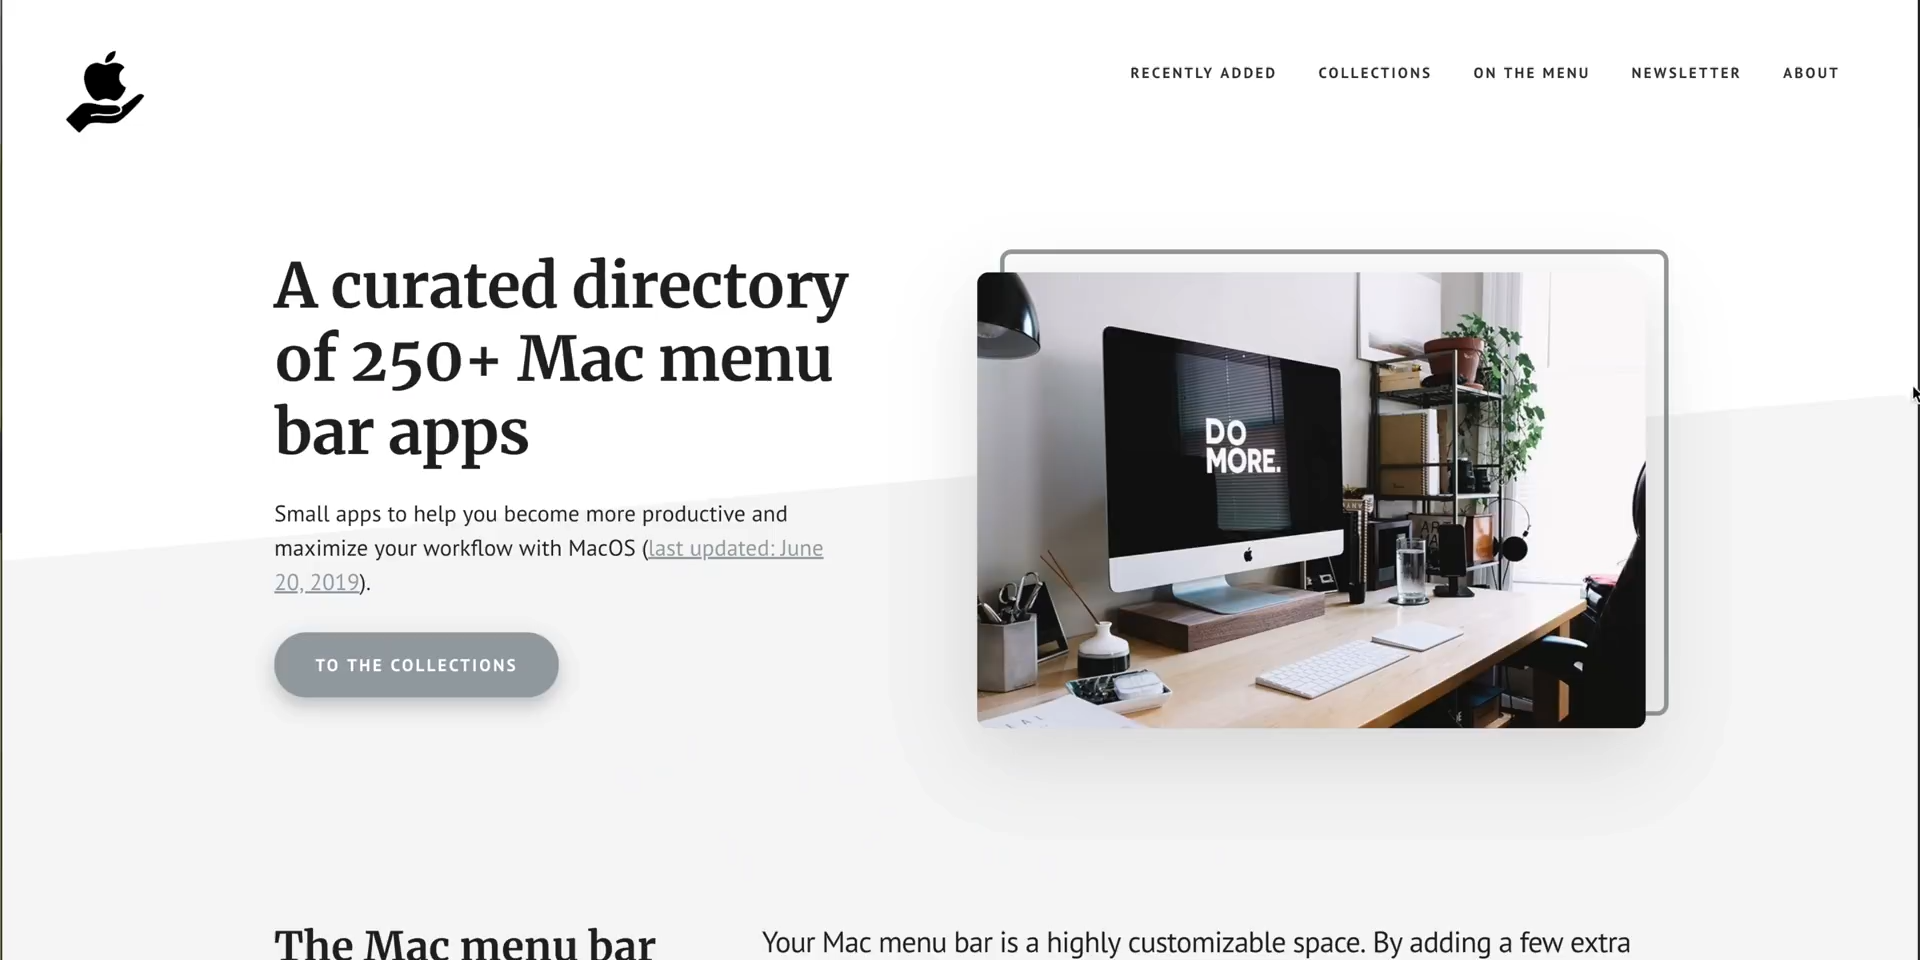 RECENTLY ADDED COLLECTIONS ON THE MENU NEWSLETTER ABOUT
A curated directory
of 250+ Mac menu
bar apps
Small apps to help you become more productive and
maximize your workflow with MacOS (last updated: June
20, 2019).
TO THE COLLECTIONS
DO
MORE.
The Mac menu bar
Your Mac menu bar is a highly customizable space. By adding a few extra